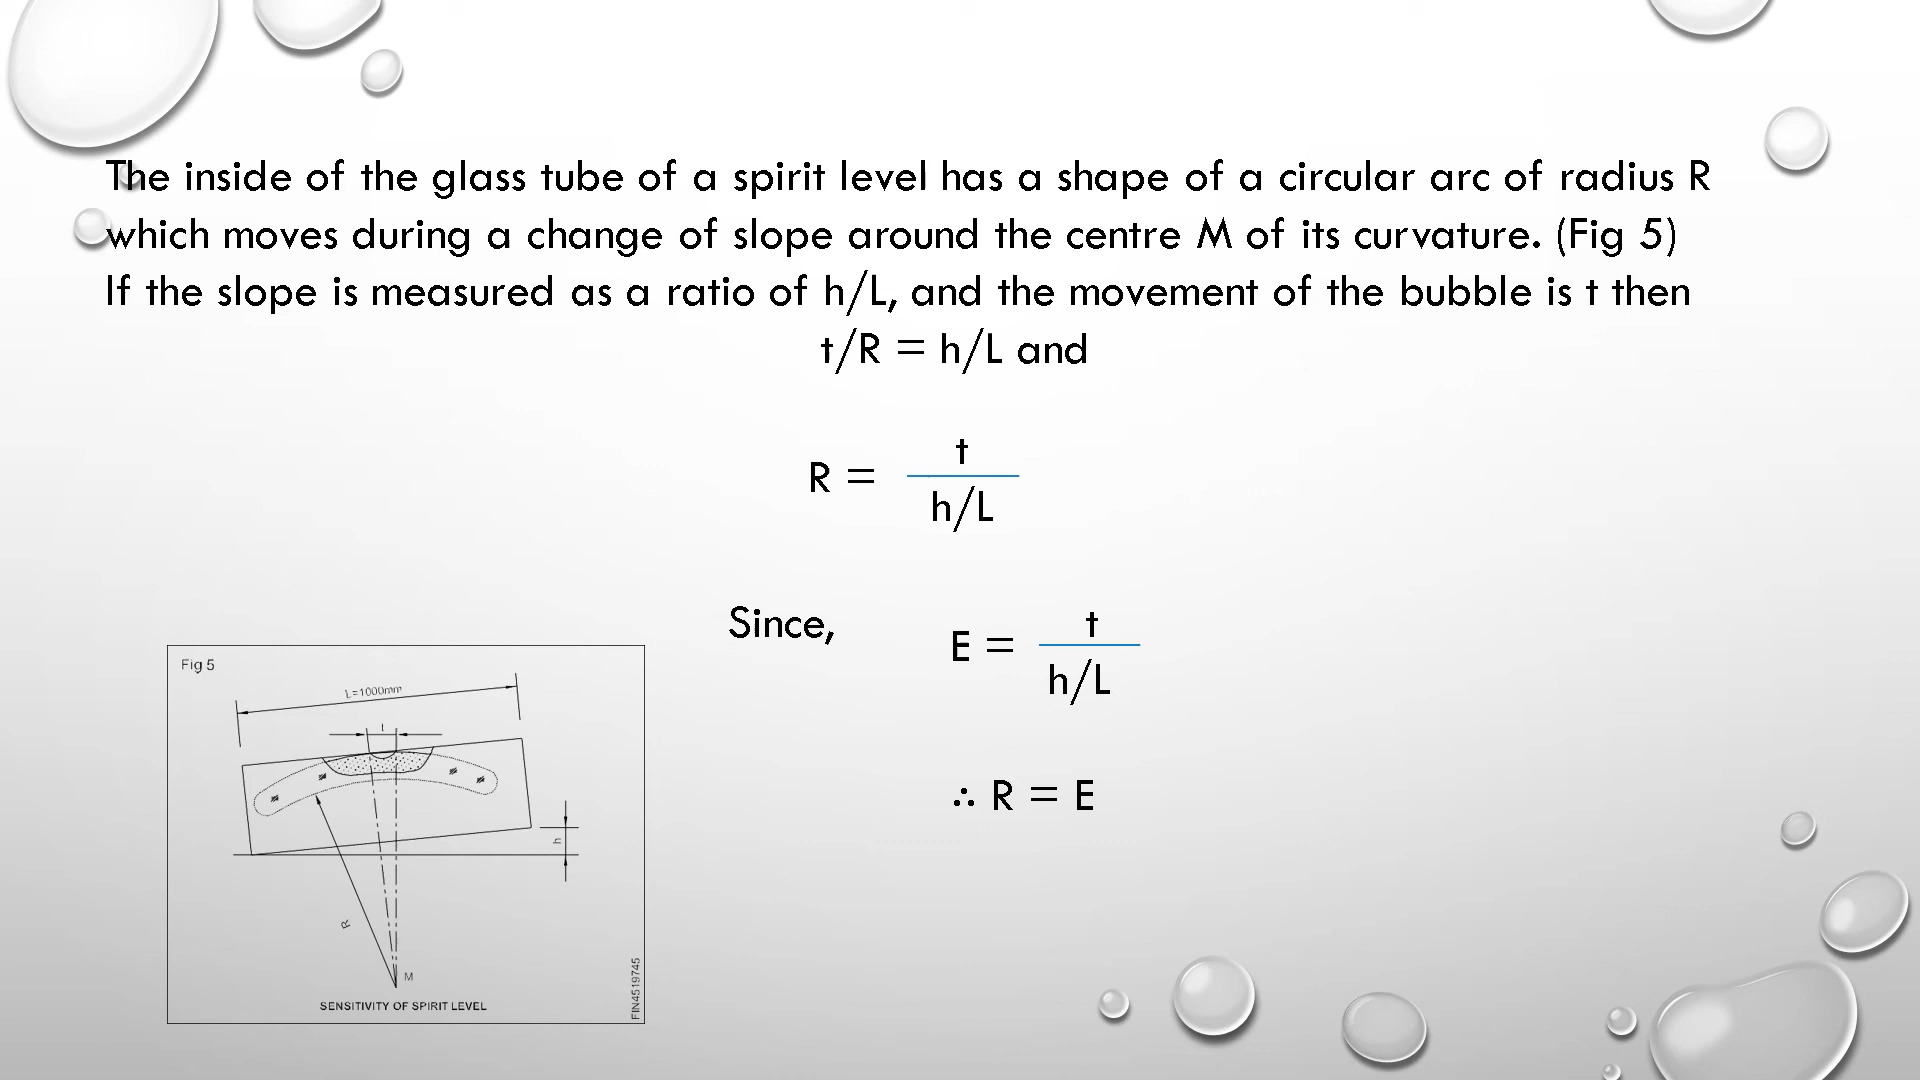 The inside of the glass tube of a spirit level has a shape of a circular arc of radius R
which moves during a change of slope around the centre M of its curvature. (Fig 5)
If the slope is measured as a ratio of h/L, and the movement of the bubble is t then
t/R = h/L and
R = t
h/L
Since, E = t
h/L
∴ R = E
Fig 5
L=1000mm
t
h
R
M
SENSITIVITY OF SPIRIT LEVEL
FIN4519745